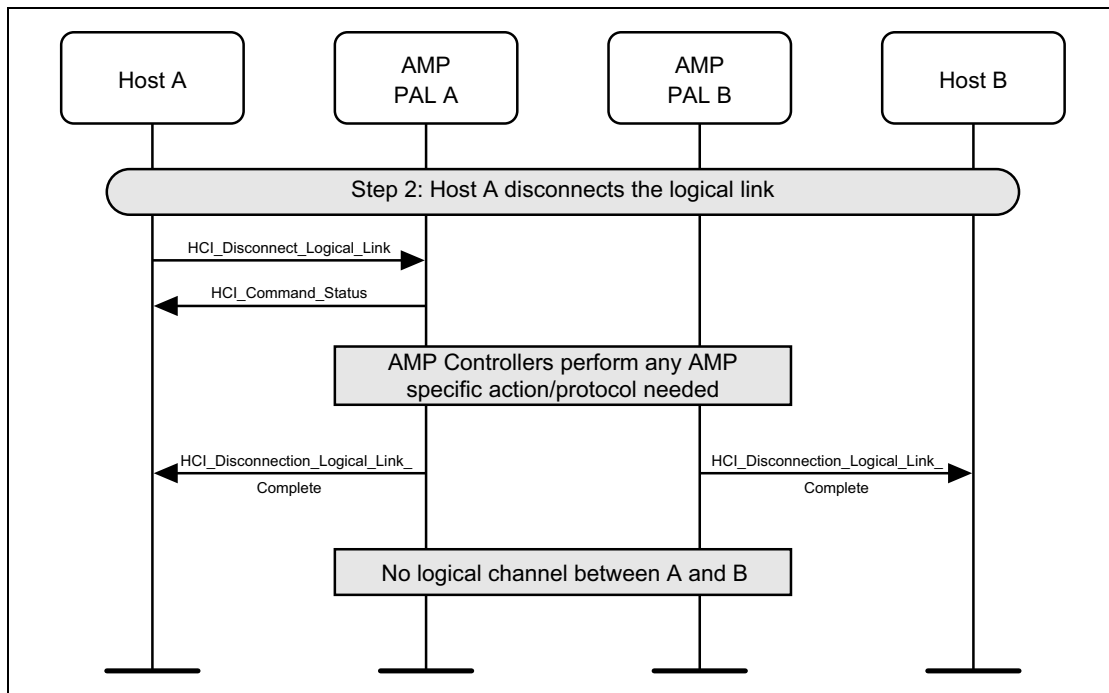 Host A
AMP
PAL A
AMP
PAL B
Host B
Step 2: Host A disconnects the logical link
HCI_Disconnect_Logical_Link
HCI_Command_Status
AMP Controllers perform any AMP
specific action/protocol needed
HCI_Disconnection_Logical_Link_
Complete
HCI_Disconnection_Logical_Link_
Complete
No logical channel between A and B